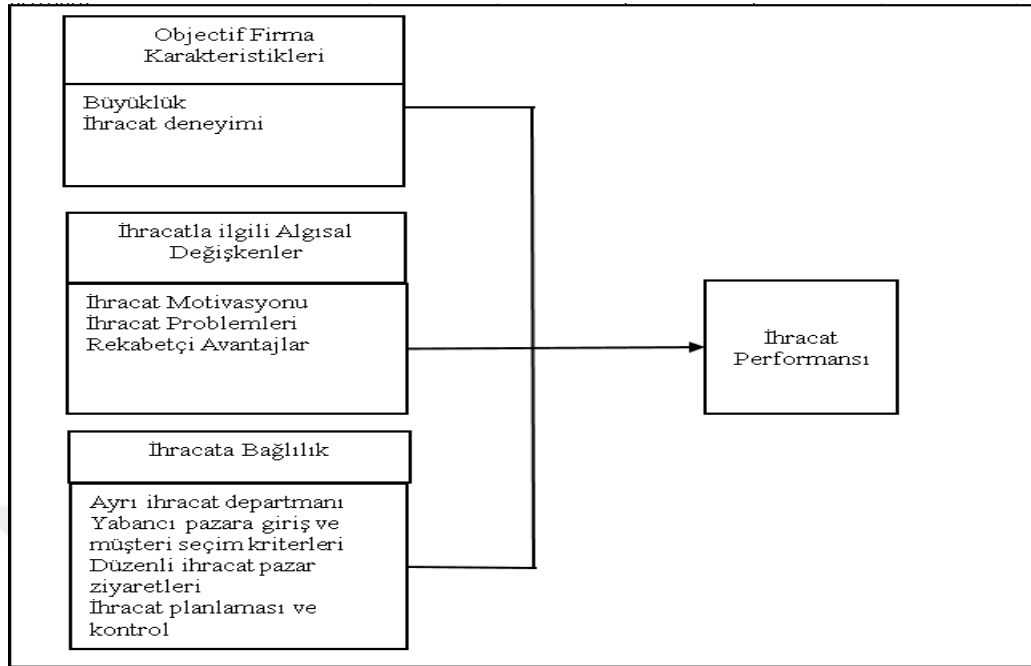 Objectif Firma
Karakteristikleri
Büyüklük
İhracat deneyimi
İhracatla ilgili Algısal
Değişkenler
İhracat Motivasyonu
İhracat Problemleri
Rekabetçi Avantajlar
İhracata Bağlılık
Ayrı ihracat departmanı
Yabancı pazara giriş ve
müşteri seçim kriterleri
Düzenli ihracat pazar
ziyaretleri
İhracat planlaması ve
kontrol
İhracat
Performansı